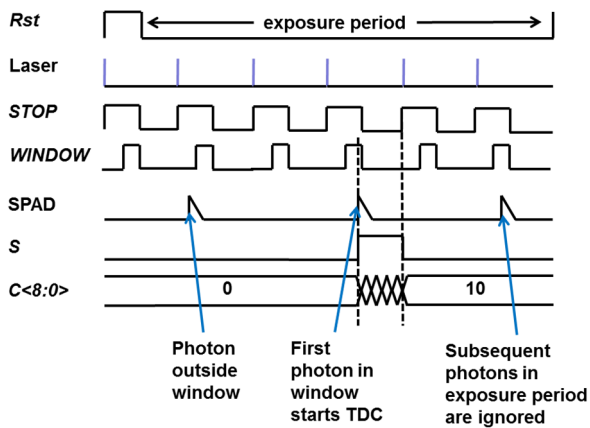 Rst
exposure period
Laser
STOP
WINDOW
SPAD
S
C<8:0>
0
10
Photon
outside
window
First
photon in
window
starts TDC
Subsequent
photons in
exposure period
are ignored